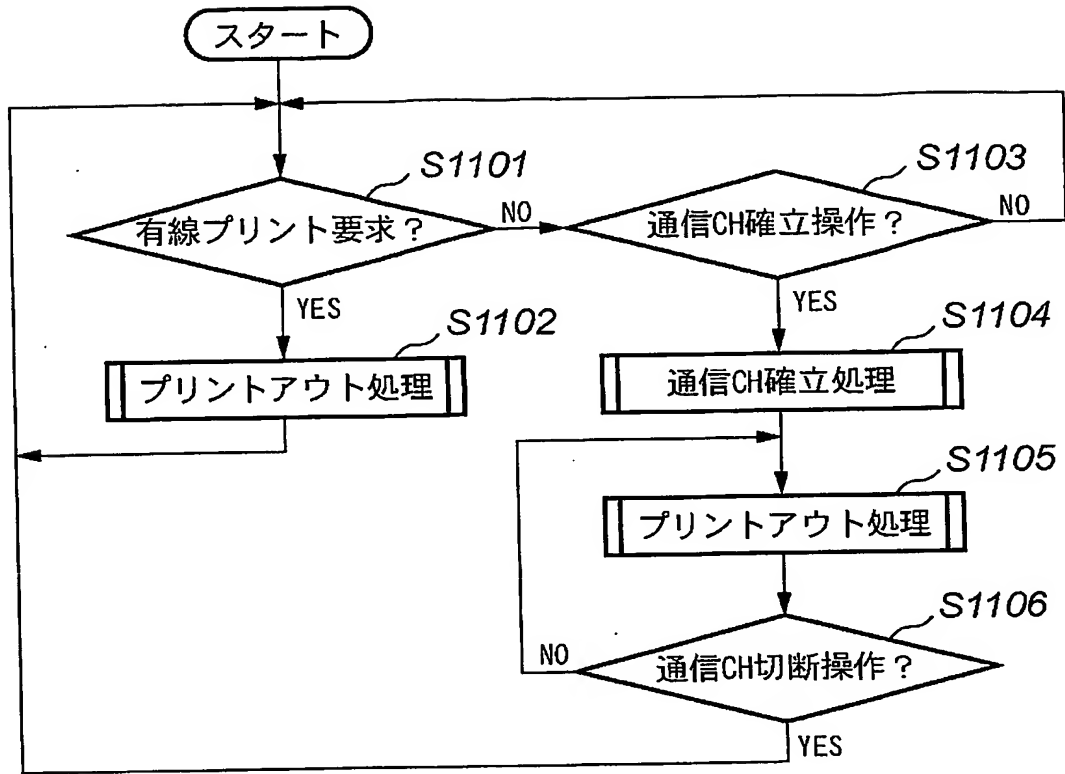 スタート
S1101
有線プリント要求？
NO
YES
S1102
プリントアウト処理
S1103
通信CH確立操作？
NO
YES
S1104
通信CH確立処理
S1105
プリントアウト処理
S1106
通信CH切断操作？
NO
YES